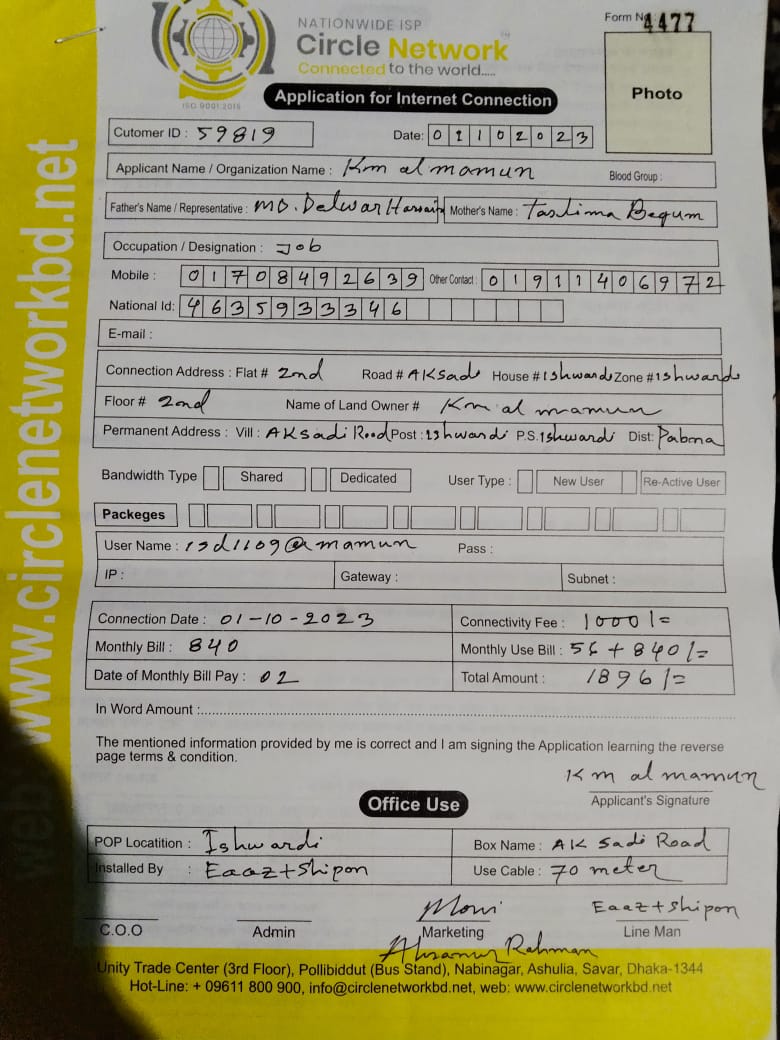 NATIONWIDE ISP
Form No: 4477
Circle Network
TM
Connected to the world.....
ISO 9001:2015
Application for Internet Connection
Photo
Cutomer ID : 59819 Date: 01102023
Applicant Name / Organization Name : Km al mamun Blood Group :
Father's Name / Representative : MD. Delwar Hossain Mother's Name : Taslima Begum
Occupation / Designation : Job
Mobile : 01708492639 Other Contact : 01911406972
National Id: 4635933346
E-mail :
Connection Address : Flat # 2nd Road # AKsadi House # Ishwardi Zone # Ishwardi
Floor # 2nd Name of Land Owner # Km al mamun
Permanent Address : Vill : AKsadi Rood Post : Ishwardi P.S. Ishwardi Dist: Pabna
Bandwidth Type Shared Dedicated User Type : New User Re-Active User
Packeges
User Name : isd1109@mamun Pass :
IP : Gateway : Subnet :
Connection Date : 01-10-2023 Connectivity Fee : 1000/=
Monthly Bill : 840 Monthly Use Bill : 56 + 840/=
Date of Monthly Bill Pay : 02 Total Amount : 1896/=
In Word Amount :
The mentioned information provided by me is correct and I am signing the Application learning the reverse
page terms & condition.
Km al mamun
Applicant's Signature
Office Use
POP Locatition : Ishwardi Box Name : AK Sadi Road
Installed By : Eaaz+Shipon Use Cable : 70 meter
Moni Eaaz+Shipon
C.O.O Admin Marketing Line Man
Rahman
Unity Trade Center (3rd Floor), Pollibiddut (Bus Stand), Nabinagar, Ashulia, Savar, Dhaka-1344
Hot-Line: + 09611 800 900, info@circlenetworkbd.net, web: www.circlenetworkbd.net
web: www.circlenetworkbd.net